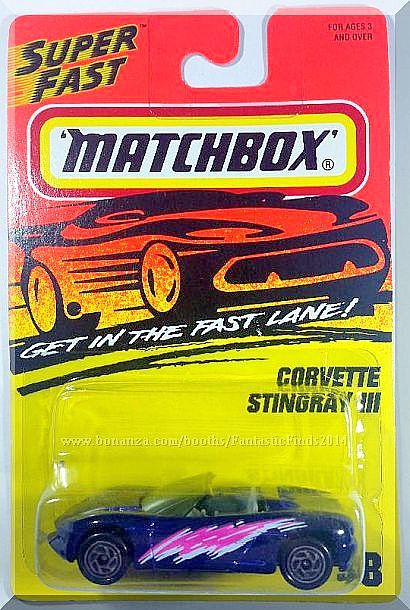 SUPER FAST™
FOR AGES 3
AND OVER
'MATCHBOX'®
GET IN THE FAST LANE!
CORVETTE
STINGRAY III
www.bonanza.com/booths/FantasticFinds2014